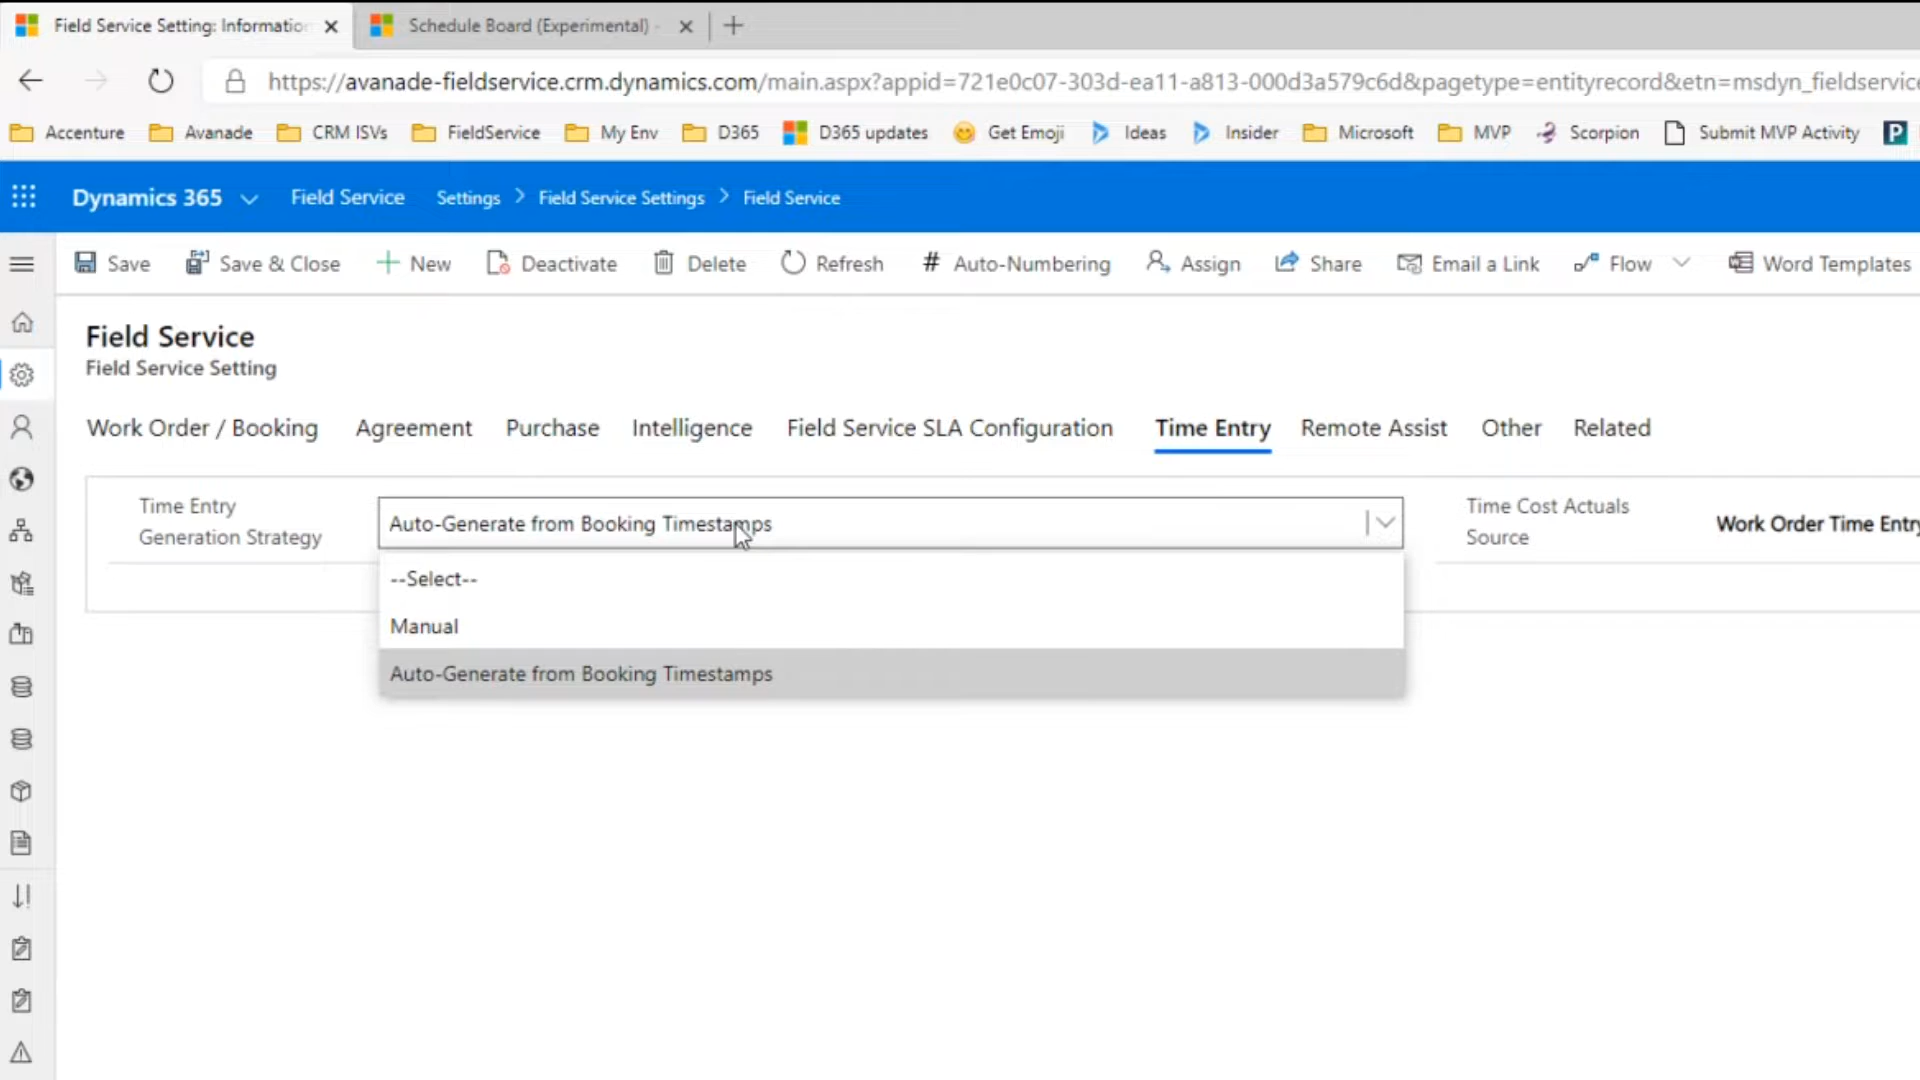 Field Service Setting: Information
Schedule Board (Experimental) -
https://avanade-fieldservice.crm.dynamics.com/main.aspx?appid=721e0c07-303d-ea11-a813-000d3a579c6d&pagetype=entityrecord&etn=msdyn_fieldservice
Accenture Avanade CRM ISVs FieldService My Env D365 D365 updates Get Emoji Ideas Insider Microsoft MVP Scorpion Submit MVP Activity P
Dynamics 365 Field Service Settings > Field Service Settings > Field Service
Save Save & Close New Deactivate Delete Refresh # Auto-Numbering Assign Share Email a Link Flow Word Templates
Field Service
Field Service Setting
Work Order / Booking Agreement Purchase Intelligence Field Service SLA Configuration Time Entry Remote Assist Other Related
Time Entry
Generation Strategy
Auto-Generate from Booking Timestamps
Time Cost Actuals
Source
Work Order Time Entry
--Select--
Manual
Auto-Generate from Booking Timestamps